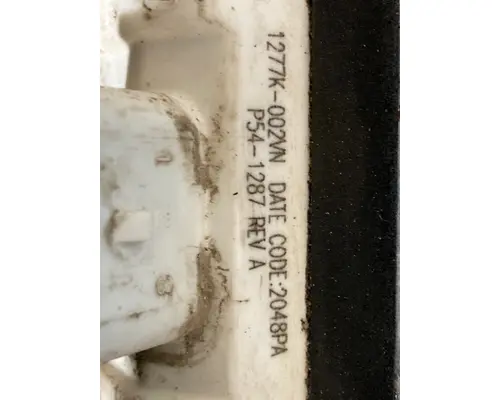 1277K-002VN DATE CODE:2048PA
P54-1287 REV A